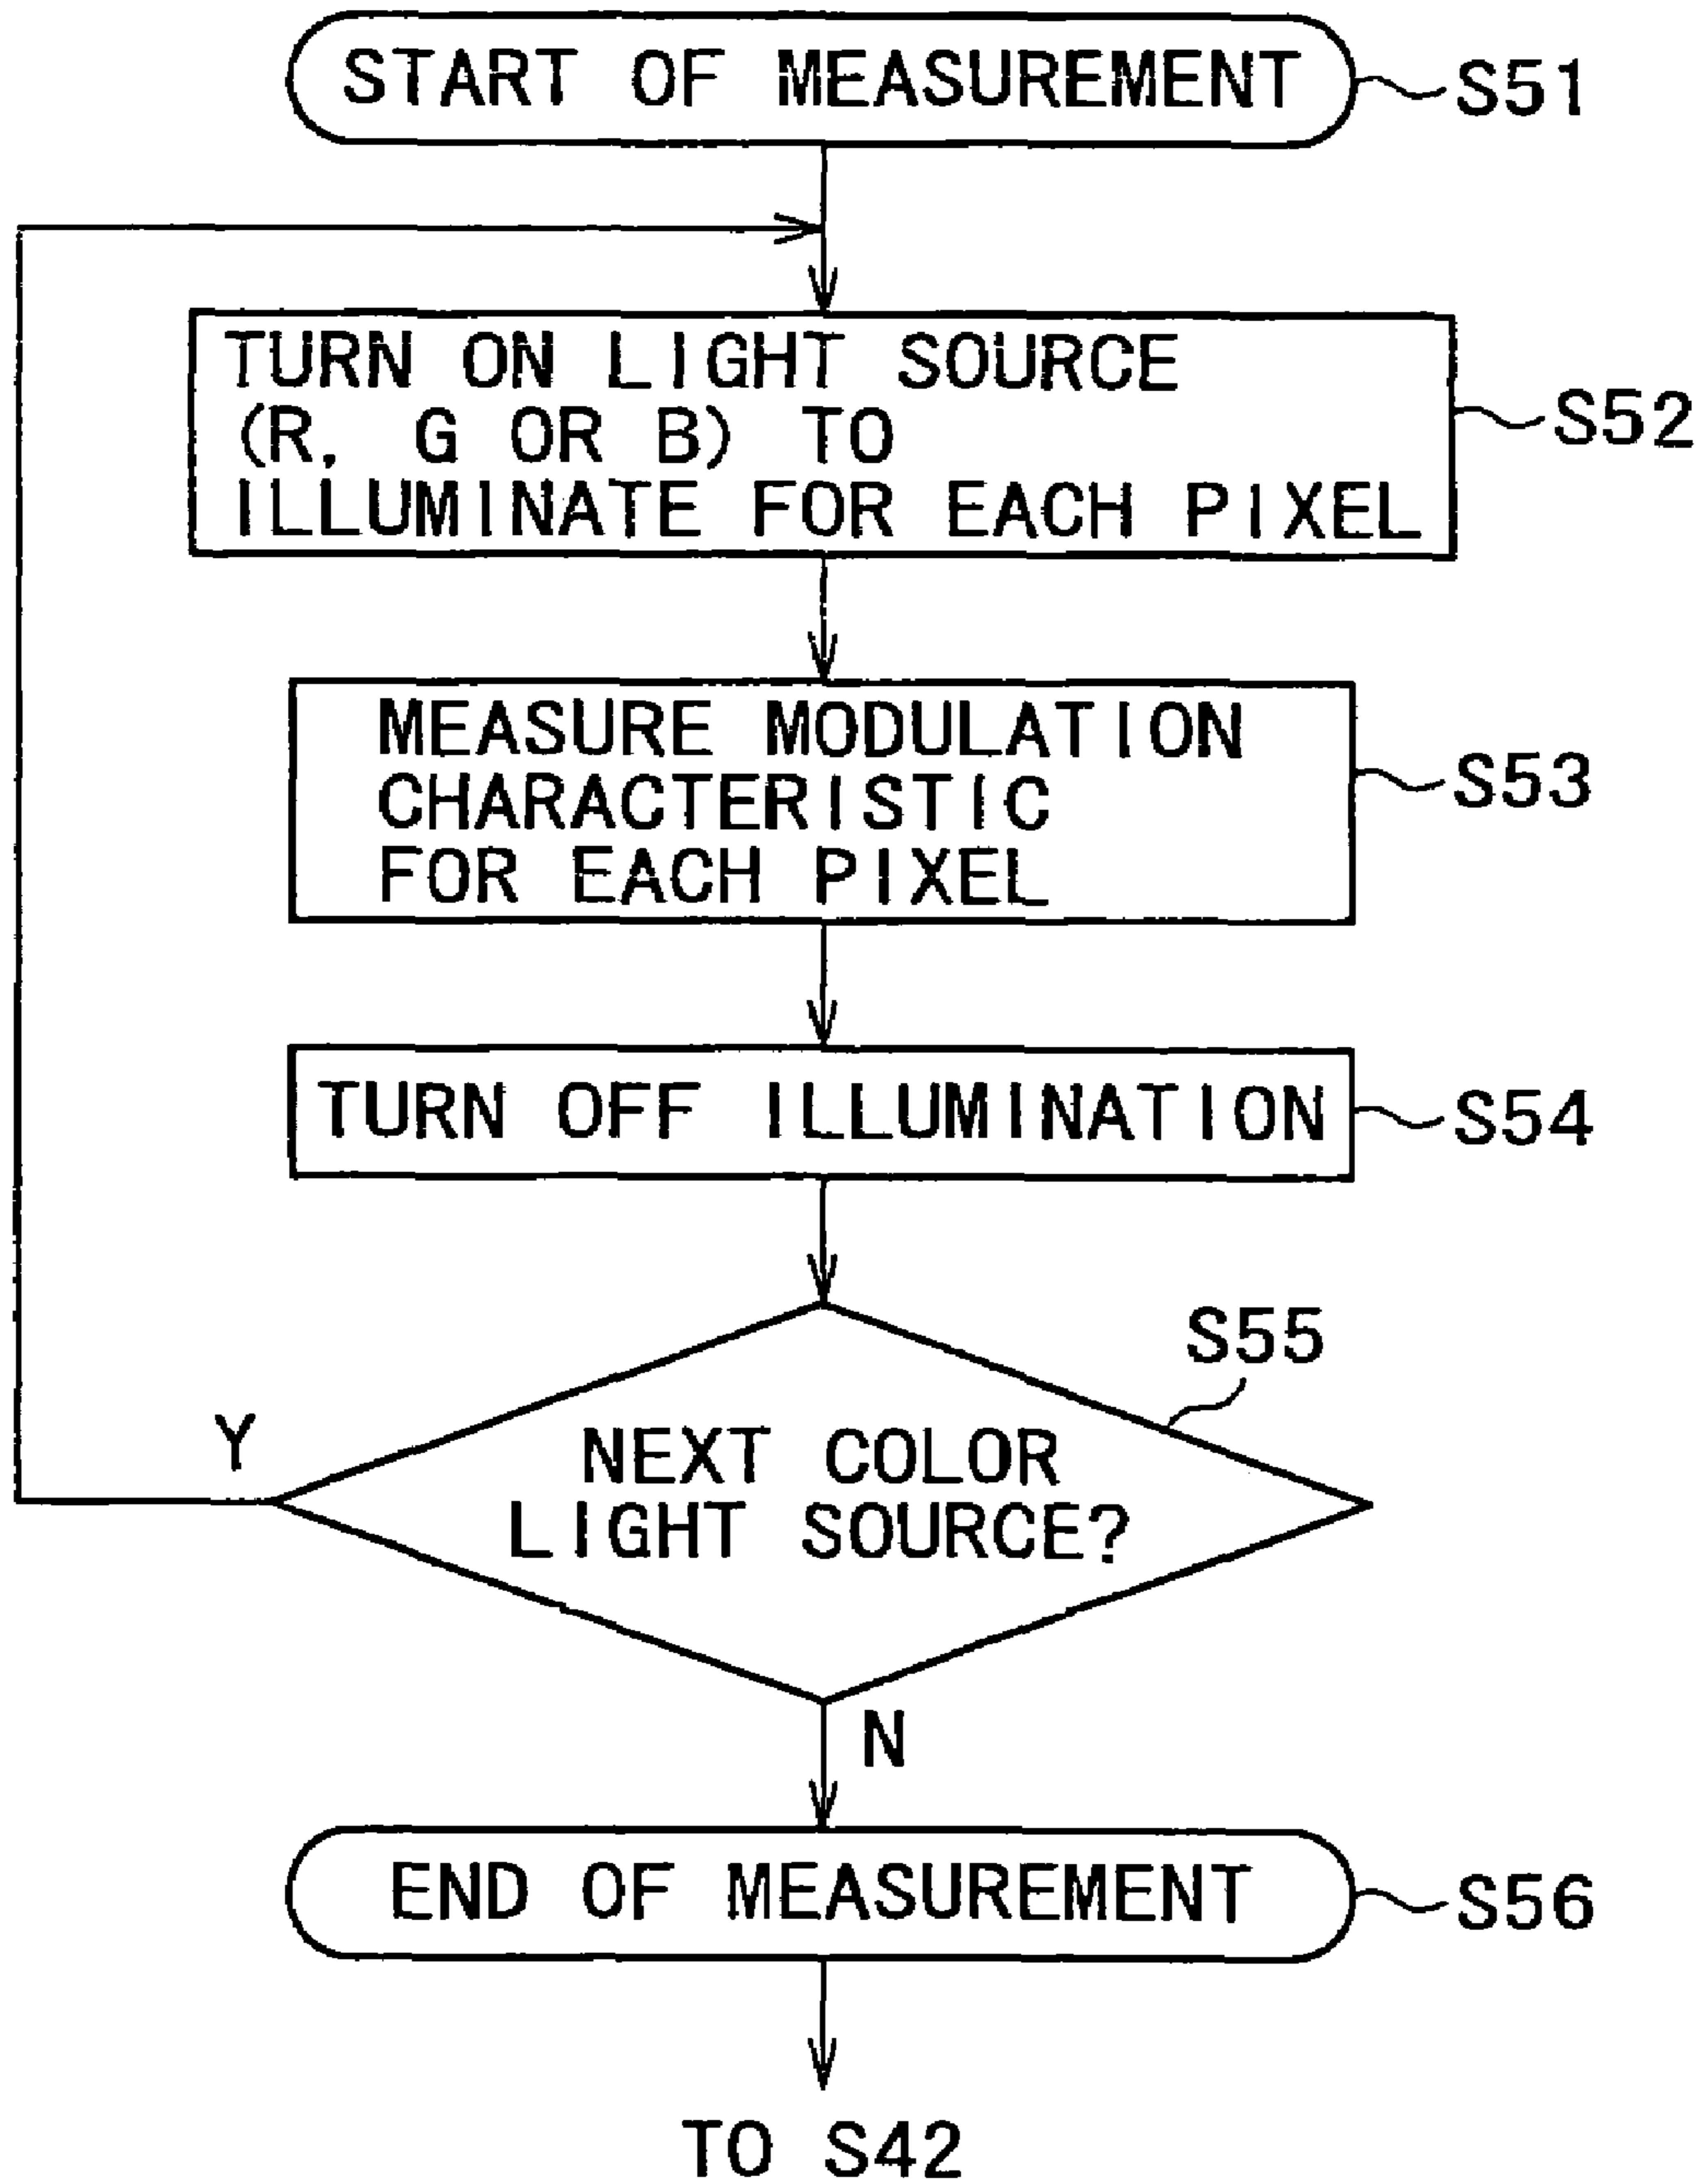 START OF MEASUREMENT
S51
TURN ON LIGHT SOURCE
(R, G OR B) TO
ILLUMINATE FOR EACH PIXEL
S52
MEASURE MODULATION
CHARACTERISTIC
FOR EACH PIXEL
S53
TURN OFF ILLUMINATION
S54
S55
NEXT COLOR
LIGHT SOURCE?
Y
N
END OF MEASUREMENT
S56
TO S42